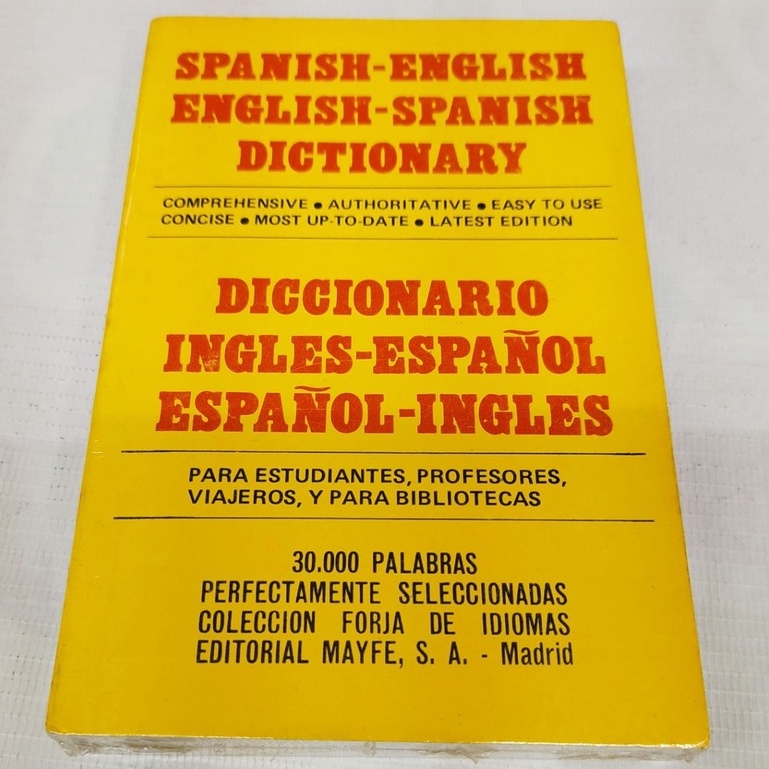 SPANISH-ENGLISH
ENGLISH-SPANISH
DICTIONARY
COMPREHENSIVE • AUTHORITATIVE • EASY TO USE
CONCISE • MOST UP-TO-DATE • LATEST EDITION
DICCIONARIO
INGLES-ESPAÑOL
ESPAÑOL-INGLES
PARA ESTUDIANTES, PROFESORES,
VIAJEROS, Y PARA BIBLIOTECAS
30.000 PALABRAS
PERFECTAMENTE SELECCIONADAS
COLECCION FORJA DE IDIOMAS
EDITORIAL MAYFE, S. A. - Madrid